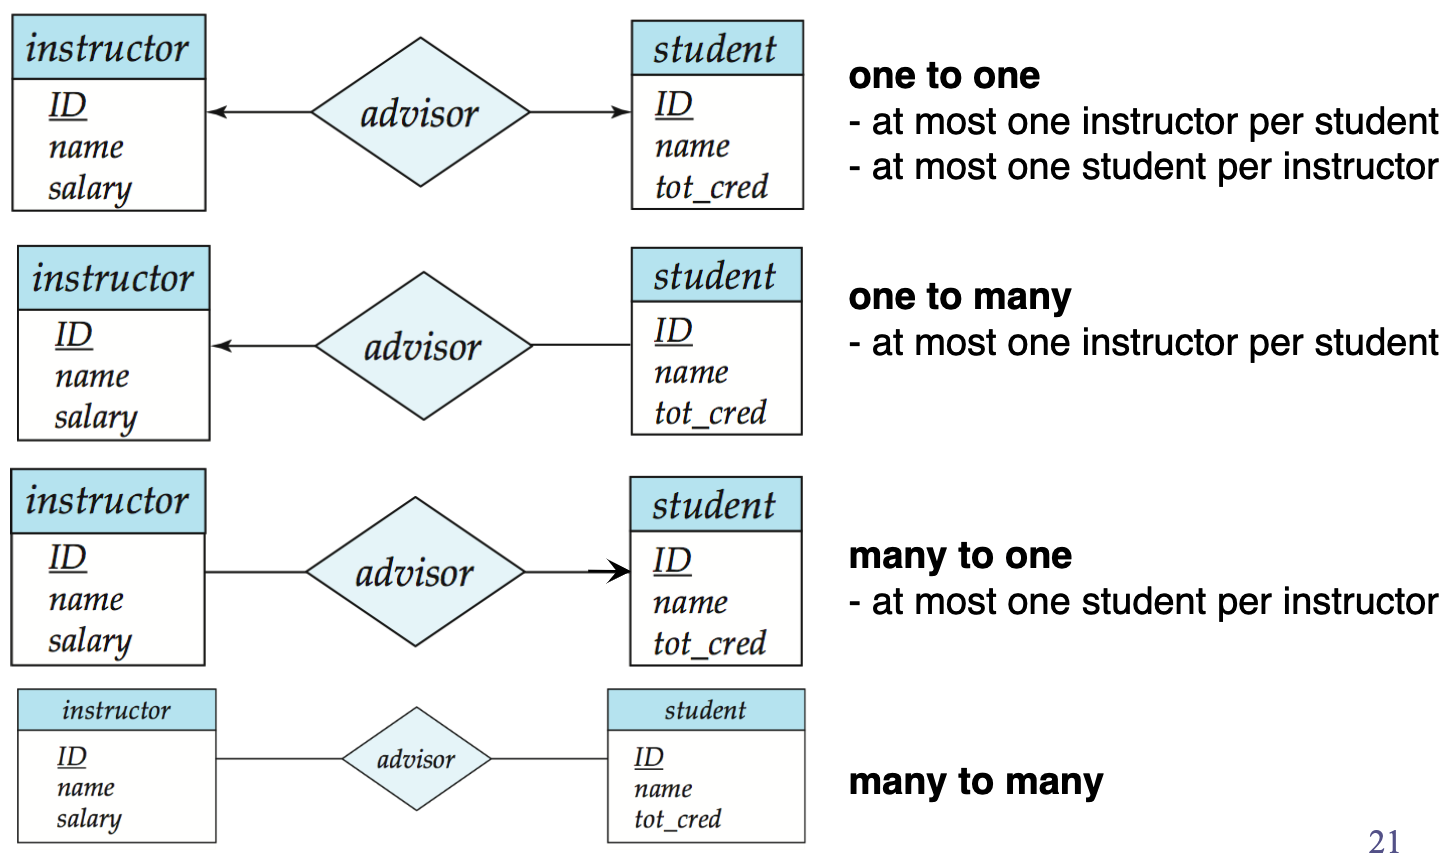 instructor
ID
name
salary
advisor
student
ID
name
tot_cred
one to one
- at most one instructor per student
- at most one student per instructor
instructor
ID
name
salary
advisor
student
ID
name
tot_cred
one to many
- at most one instructor per student
instructor
ID
name
salary
advisor
student
ID
name
tot_cred
many to one
- at most one student per instructor
instructor
ID
name
salary
advisor
student
ID
name
tot_cred
many to many
21